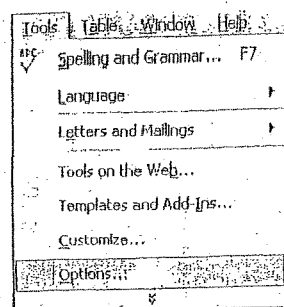 Tools Table Window Help
ABC Spelling and Grammar... F7
Language
Letters and Mailings
Tools on the Web...
Templates and Add-Ins...
Customize...
Options...